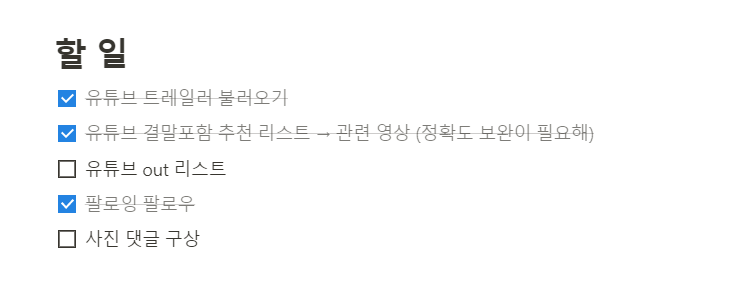 할 일
유튜브 트레일러 불러오기
유튜브 결말포함 추천 리스트 → 관련 영상 (정확도 보완이 필요해)
유튜브 out 리스트
팔로잉 팔로우
사진 댓글 구상